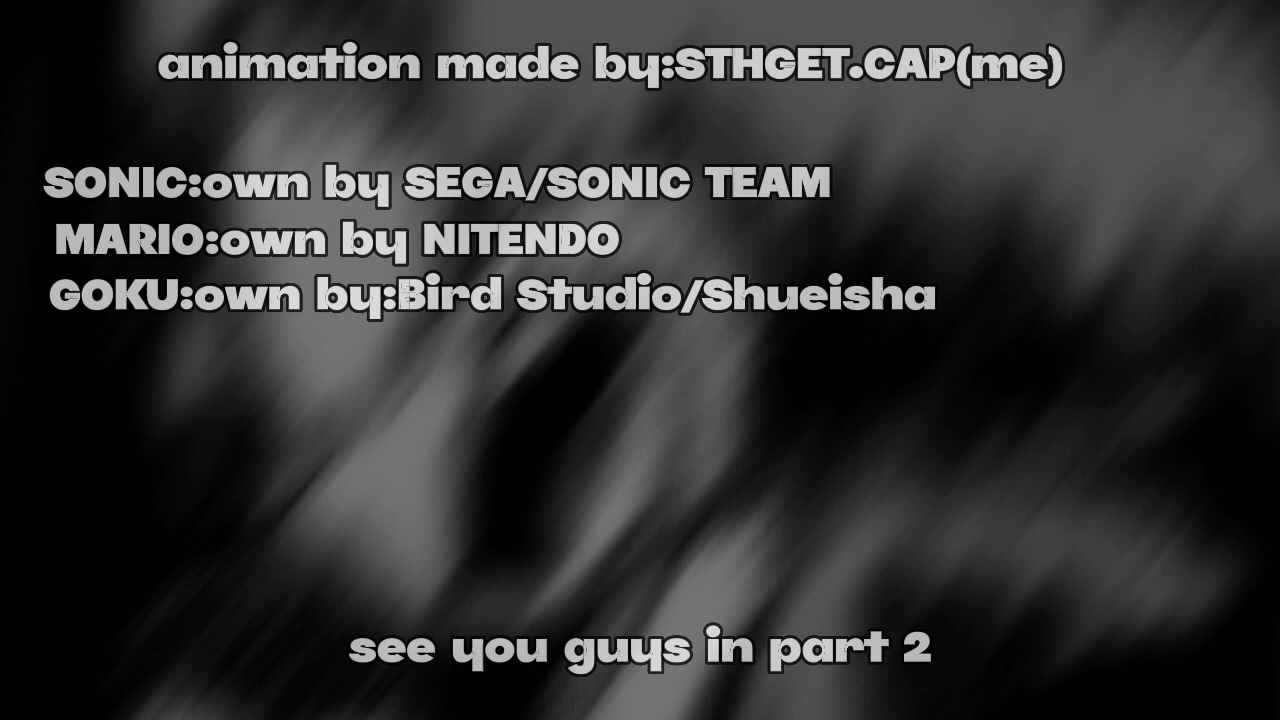 animation made by:STHGET.CAP(me)
SONIC:own by SEGA/SONIC TEAM
MARIO:own by NITENDO
GOKU:own by:Bird Studio/Shueisha
see you guys in part 2